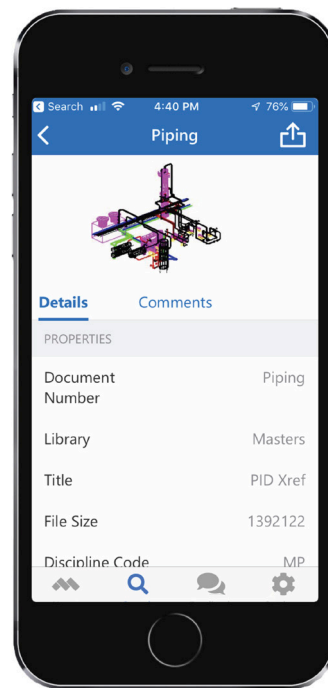 Search 4:40 PM 76%
Piping
Details Comments
PROPERTIES
Document Piping
Number
Library Masters
Title PID Xref
File Size 1392122
Discipline Code MP